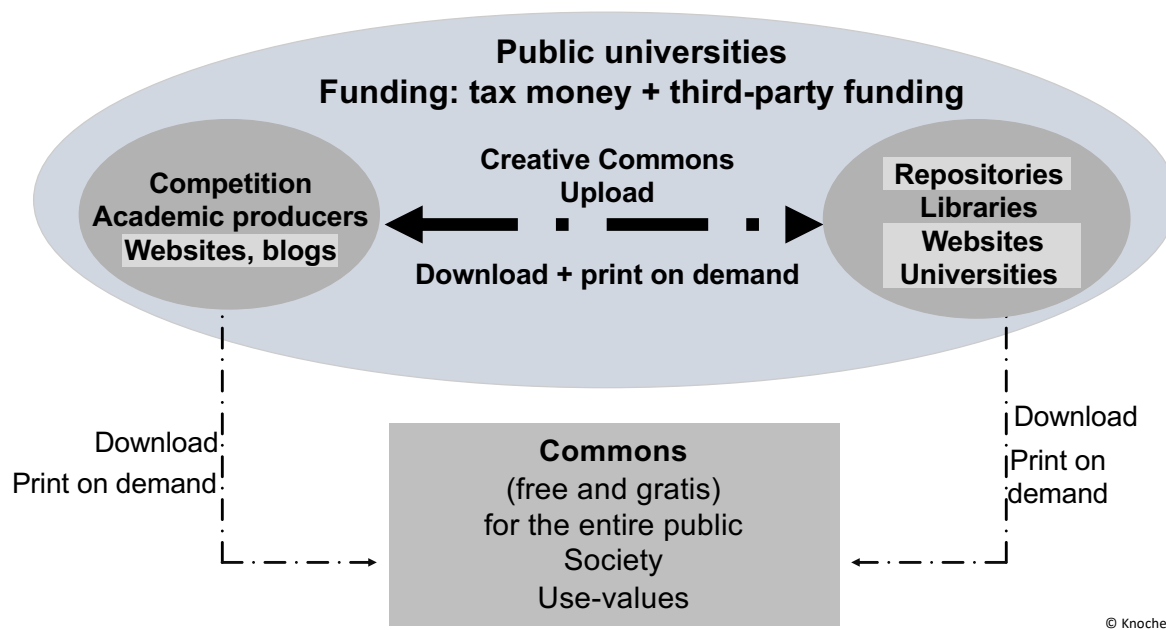 Public universities
Funding: tax money + third-party funding
Competition
Academic producers
Websites, blogs
Creative Commons
Upload
Download + print on demand
Repositories
Libraries
Websites
Universities
Download
Print on demand
Commons
(free and gratis)
for the entire public
Society
Use-values
Download
Print on
demand
© Knoche